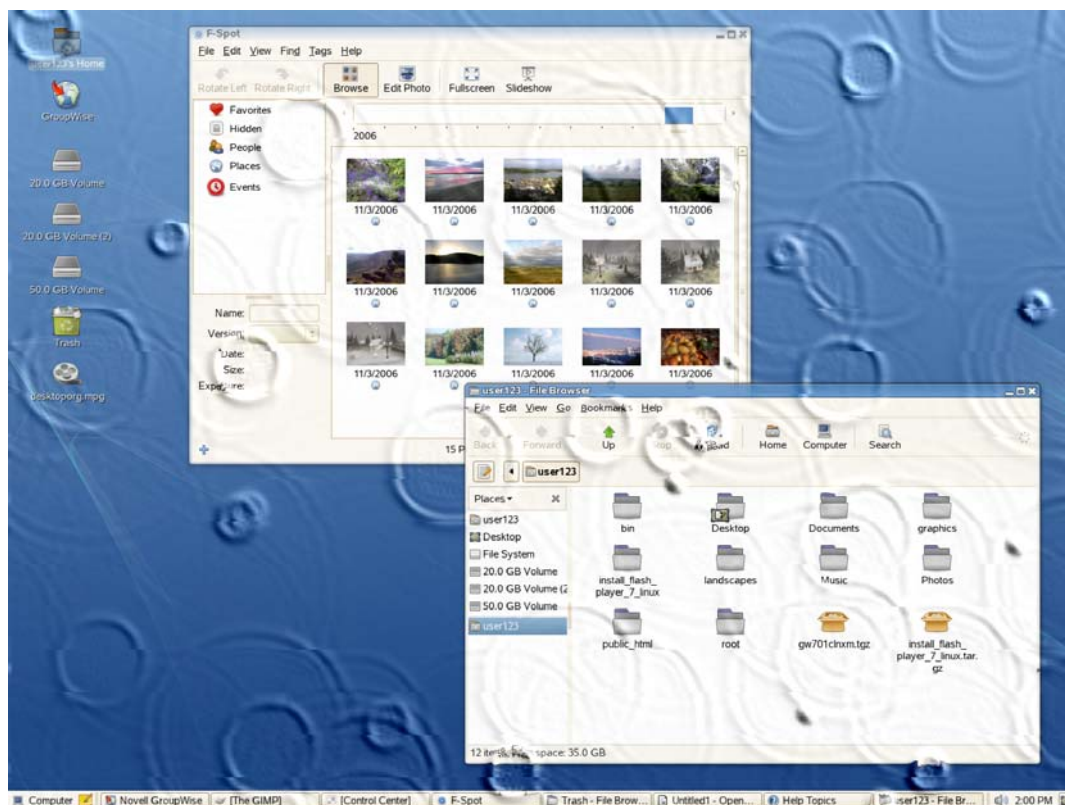 user123's Home
GroupWise
20.0 GB Volume
20.0 GB Volume (2)
50.0 GB Volume
Trash
desktoporg.mpg
F-Spot
File Edit View Find Tags Help
Rotate Left Rotate Right Browse Edit Photo Fullscreen Slideshow
Favorites
Hidden
People
Places
Events
2006
11/3/2006 11/3/2006 11/3/2006 11/3/2006 11/3/2006
11/3/2006 11/3/2006 11/3/2006 11/3/2006 11/3/2006
11/3/2006 11/3/2006 11/3/2006 11/3/2006 11/3/2006
Name:
Version:
Date:
Size:
Exposure:
15 P
user123 - File Browser
File Edit View Go Bookmarks Help
Back Forward Up Stop Home Computer Search
user123
Places
user123
Desktop
File System
20.0 GB Volume
20.0 GB Volume (2
50.0 GB Volume
user123
bin Desktop Documents graphics
install_flash_
player_7_linux
landscapes Music Photos
public_html root gw701clnxm.tgz
install_flash_
player_7_linux.tar.
gz
12 items, space: 35.0 GB
Computer Novell GroupWise [The GIMP] [Control Center] F-Spot Trash - File Brow... Untitled1 - Open... Help Topics user123 - File Br... 2:00 PM